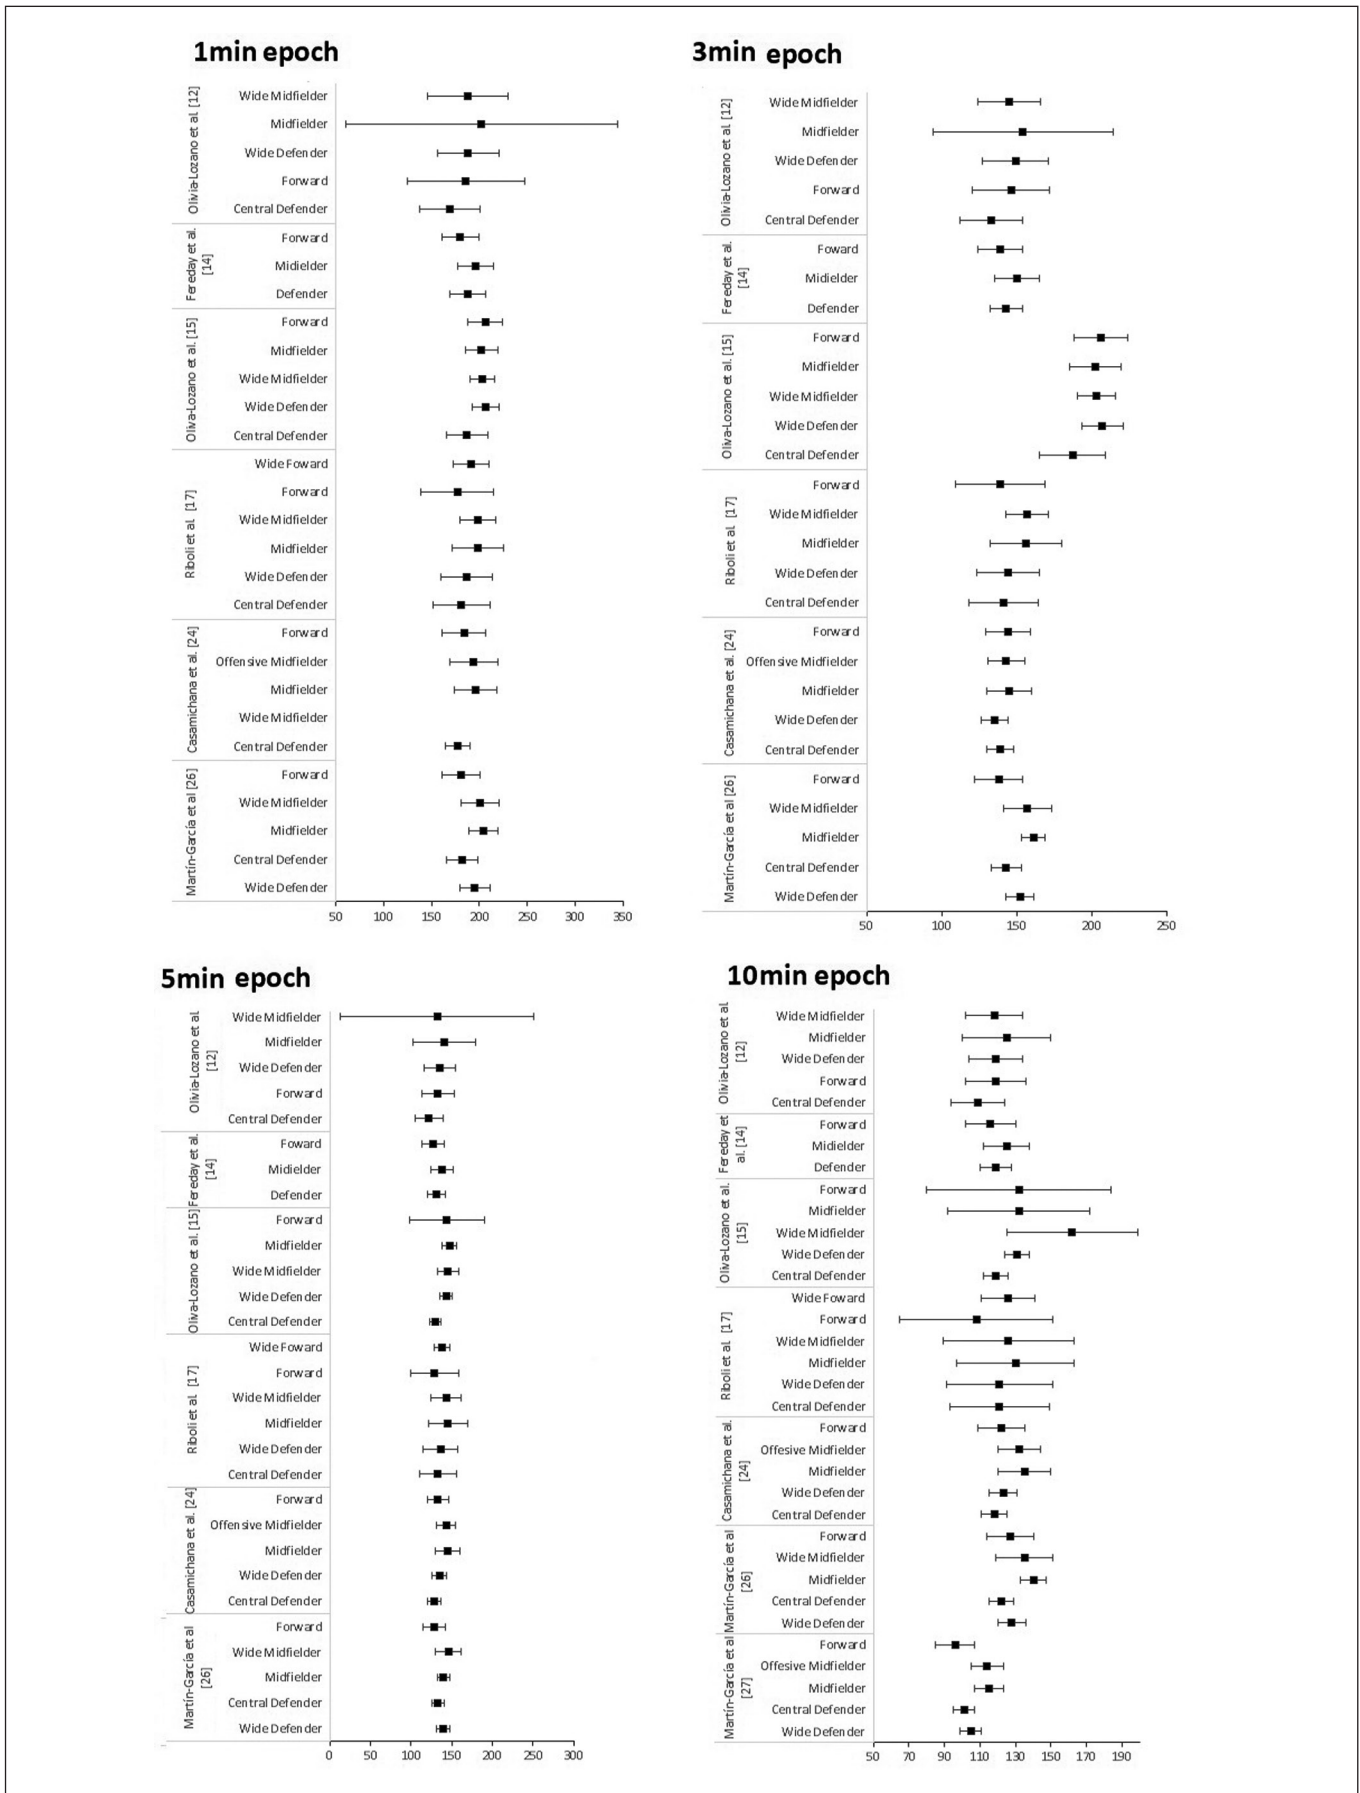 1min epoch
Olivia-Lozano et al. [12]
Wide Midfielder
Midfielder
Wide Defender
Forward
Central Defender
Fereday et al.
[14]
Forward
Midielder
Defender
Oliva-Lozano et al. [15]
Forward
Midfielder
Wide Midfielder
Wide Defender
Central Defender
Riboli et al. [17]
Wide Foward
Forward
Wide Midfielder
Midfielder
Wide Defender
Central Defender
Casamichana et al. [24]
Forward
Offensive Midfielder
Midfielder
Wide Midfielder
Central Defender
Martín-García et al [26]
Forward
Wide Midfielder
Midfielder
Central Defender
Wide Defender
50 100 150 200 250 300 350
3min epoch
Olivia-Lozano et al. [12]
Wide Midfielder
Midfielder
Wide Defender
Forward
Central Defender
Fereday et al.
[14]
Foward
Midielder
Defender
Oliva-Lozano et al. [15]
Forward
Midfielder
Wide Midfielder
Wide Defender
Central Defender
Riboli et al. [17]
Forward
Wide Midfielder
Midfielder
Wide Defender
Central Defender
Casamichana et al. [24]
Forward
Offensive Midfielder
Midfielder
Wide Defender
Central Defender
Martín-García et al [26]
Forward
Wide Midfielder
Midfielder
Central Defender
Wide Defender
50 100 150 200 250
5min epoch
Olivia-Lozano et al.
[12]
Wide Midfielder
Midfielder
Wide Defender
Forward
Central Defender
Fereday et al.
[14]
Foward
Midielder
Defender
Oliva-Lozano et al. [15]
Forward
Midfielder
Wide Midfielder
Wide Defender
Central Defender
Riboli et al. [17]
Wide Foward
Forward
Wide Midfielder
Midfielder
Wide Defender
Central Defender
Casamichana et al. [24]
Forward
Offensive Midfielder
Midfielder
Wide Defender
Central Defender
Martín-García et al
[26]
Forward
Wide Midfielder
Midfielder
Central Defender
Wide Defender
0 50 100 150 200 250 300
10min epoch
Olivia-Lozano et al.
[12]
Wide Midfielder
Midfielder
Wide Defender
Forward
Central Defender
Fereday et
al. [14]
Forward
Midielder
Defender
Oliva-Lozano et al.
[15]
Forward
Midfielder
Wide Midfielder
Wide Defender
Central Defender
Riboli et al. [17]
Wide Foward
Forward
Wide Midfielder
Midfielder
Wide Defender
Central Defender
Casamichana et al.
[24]
Forward
Offesive Midfielder
Midfielder
Wide Defender
Central Defender
Martín-García et al
[26]
Forward
Wide Midfielder
Midfielder
Central Defender
Wide Defender
Martín-García et al
[27]
Forward
Offesive Midfielder
Midfielder
Central Defender
Wide Defender
50 70 90 110 130 150 170 190